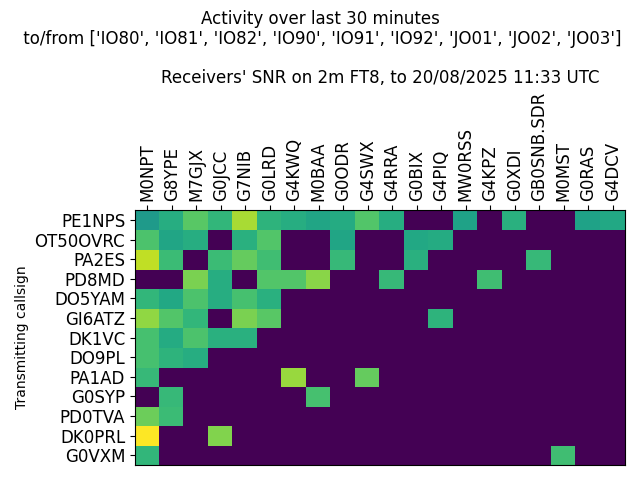 Activity over last 30 minutes
to/from ['IO80', 'IO81', 'IO82', 'IO90', 'IO91', 'IO92', 'JO01', 'JO02', 'JO03']
Receivers' SNR on 2m FT8, to 20/08/2025 11:33 UTC
M0NPT
G8YPE
M7GJX
G0JCC
G7NIB
G0LRD
G4KWQ
M0BAA
G0ODR
G4SWX
G4RRA
G0BIX
G4PIQ
MW0RSS
G4KPZ
G0XDI
GB0SNB.SDR
M0MST
G0RAS
G4DCV
Transmitting callsign
PE1NPS
OT50OVRC
PA2ES
PD8MD
DO5YAM
GI6ATZ
DK1VC
DO9PL
PA1AD
G0SYP
PD0TVA
DK0PRL
G0VXM